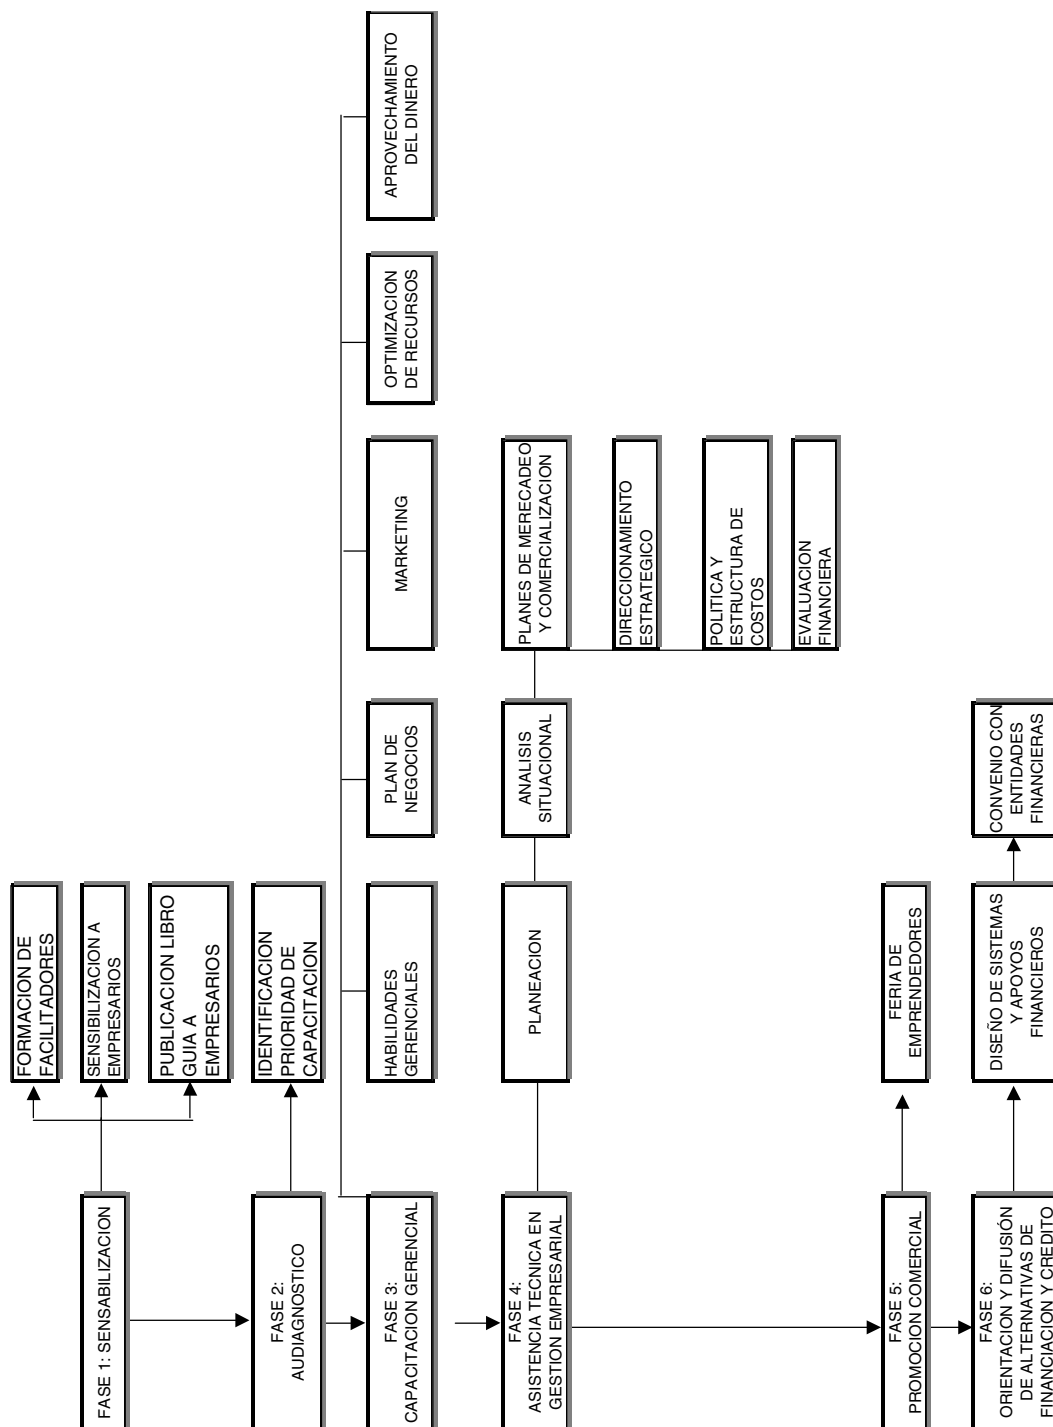 FASE 1: SENSABILIZACION
FORMACION DE
FACILITADORES
SENSIBILIZACION A
EMPRESARIOS
PUBLICACION LIBRO
GUIA A
EMPRESARIOS
FASE 2:
AUDIAGNOSTICO
IDENTIFICACION
PRIORIDAD DE
CAPACITACION
FASE 3:
CAPACITACION GERENCIAL
HABILIDADES
GERENCIALES
PLAN DE
NEGOCIOS
MARKETING
OPTIMIZACION
DE RECURSOS
APROVECHAMIENTO
DEL DINERO
FASE 4:
ASISTENCIA TECNICA EN
GESTION EMPRESARIAL
PLANEACION
ANALISIS
SITUACIONAL
PLANES DE MERECADEO
Y COMERCIALIZACION
DIRECCIONAMIENTO
ESTRATEGICO
POLITICA Y
ESTRUCTURA DE
COSTOS
EVALUACION
FINANCIERA
FASE 5:
PROMOCION COMERCIAL
FERIA DE
EMPRENDEDORES
FASE 6:
ORIENTACION Y DIFUSIÓN
DE ALTERNATIVAS DE
FINANCIACION Y CREDITO
DISEÑO DE SISTEMAS
Y APOYOS
FINANCIEROS
CONVENIO CON
ENTIDADES
FINANCIERAS